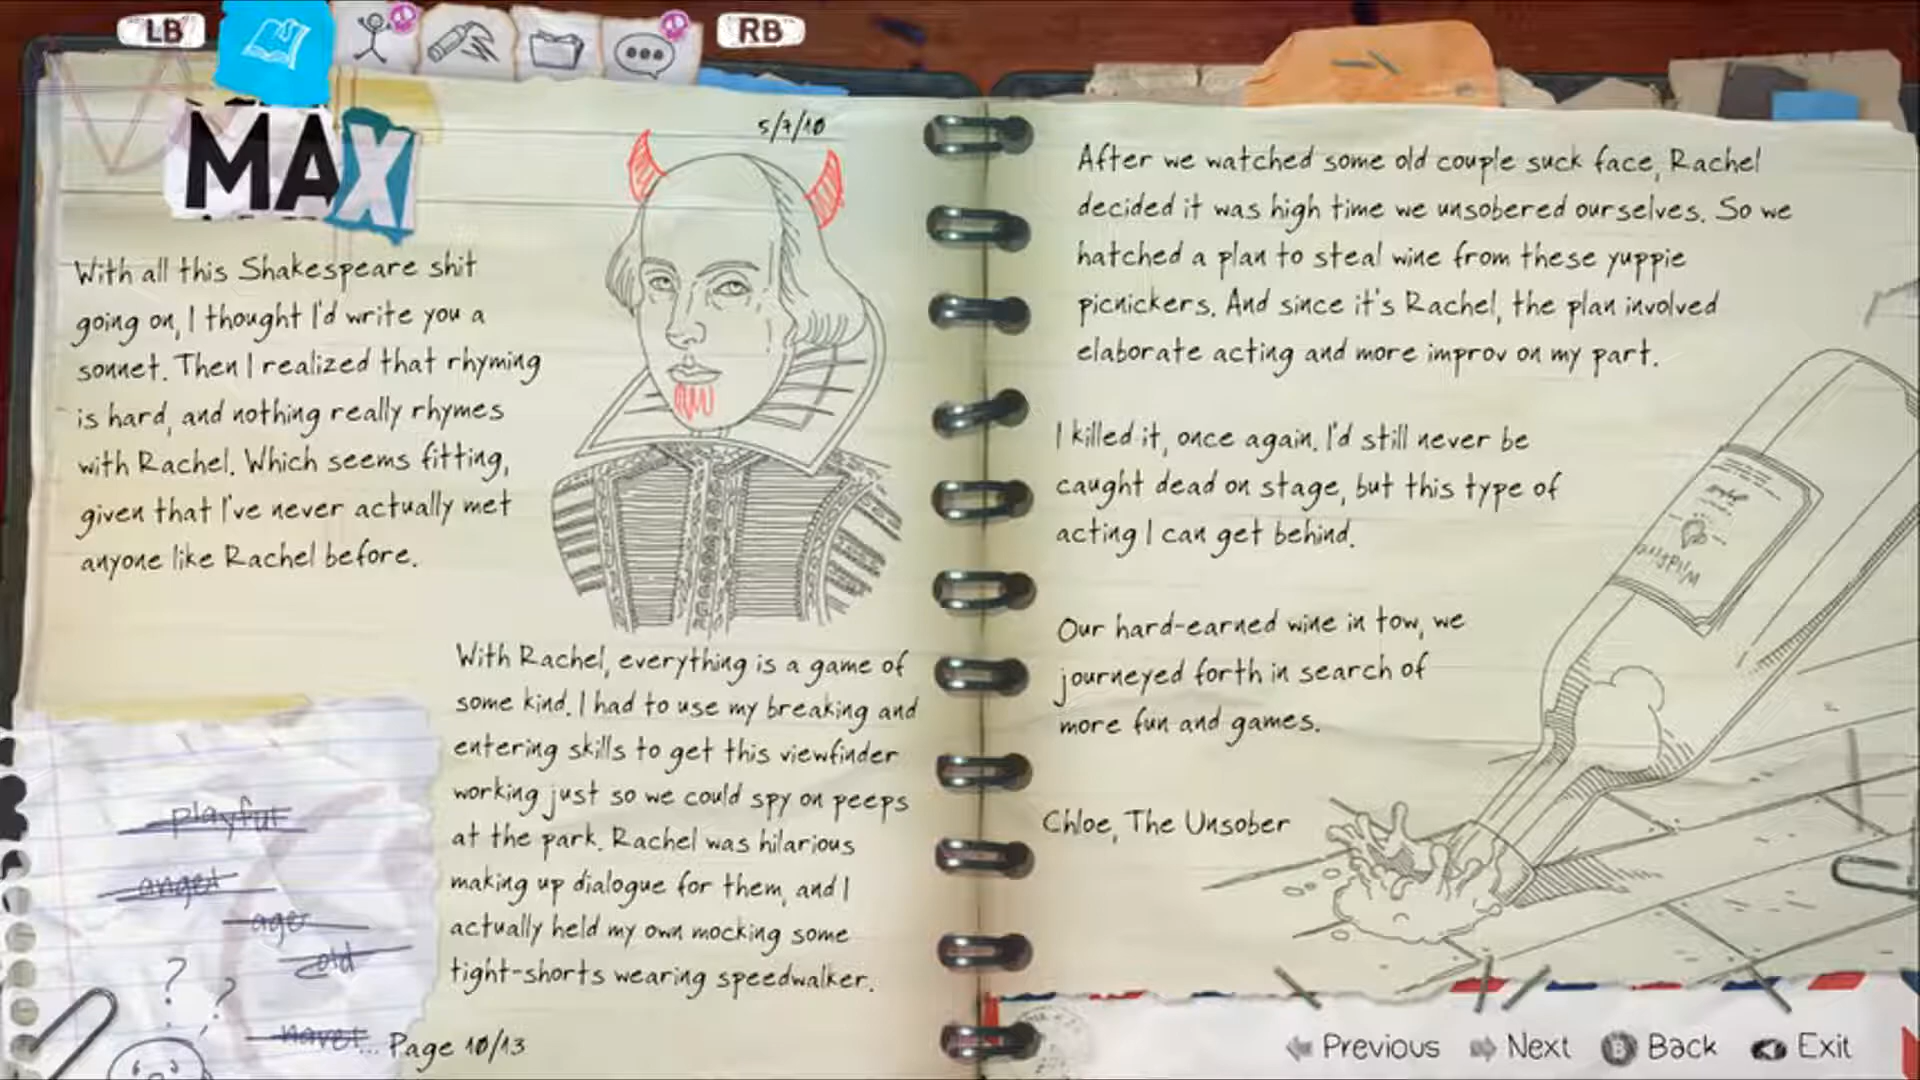 LB
RB
MAX
5/7/10
With all this Shakespeare shit
going on, I thought I'd write you a
sonnet. Then I realized that rhyming
is hard, and nothing really rhymes
with Rachel. Which seems fitting,
given that I've never actually met
anyone like Rachel before.
With Rachel, everything is a game of
some kind. I had to use my breaking and
entering skills to get this viewfinder
working just so we could spy on peeps
at the park. Rachel was hilarious
making up dialogue for them, and I
actually held my own mocking some
tight-shorts wearing speedwalker.
playful
angel
ager
old
? ?
Page 10/13
After we watched some old couple suck face, Rachel
decided it was high time we unsobered ourselves. So we
hatched a plan to steal wine from these yuppie
picnickers. And since it's Rachel, the plan involved
elaborate acting and more improv on my part.
I killed it, once again. I'd still never be
caught dead on stage, but this type of
acting I can get behind.
Our hard-earned wine in tow, we
journeyed forth in search of
more fun and games.
Chloe, The Unsober
Previous
Next
B Back
Exit